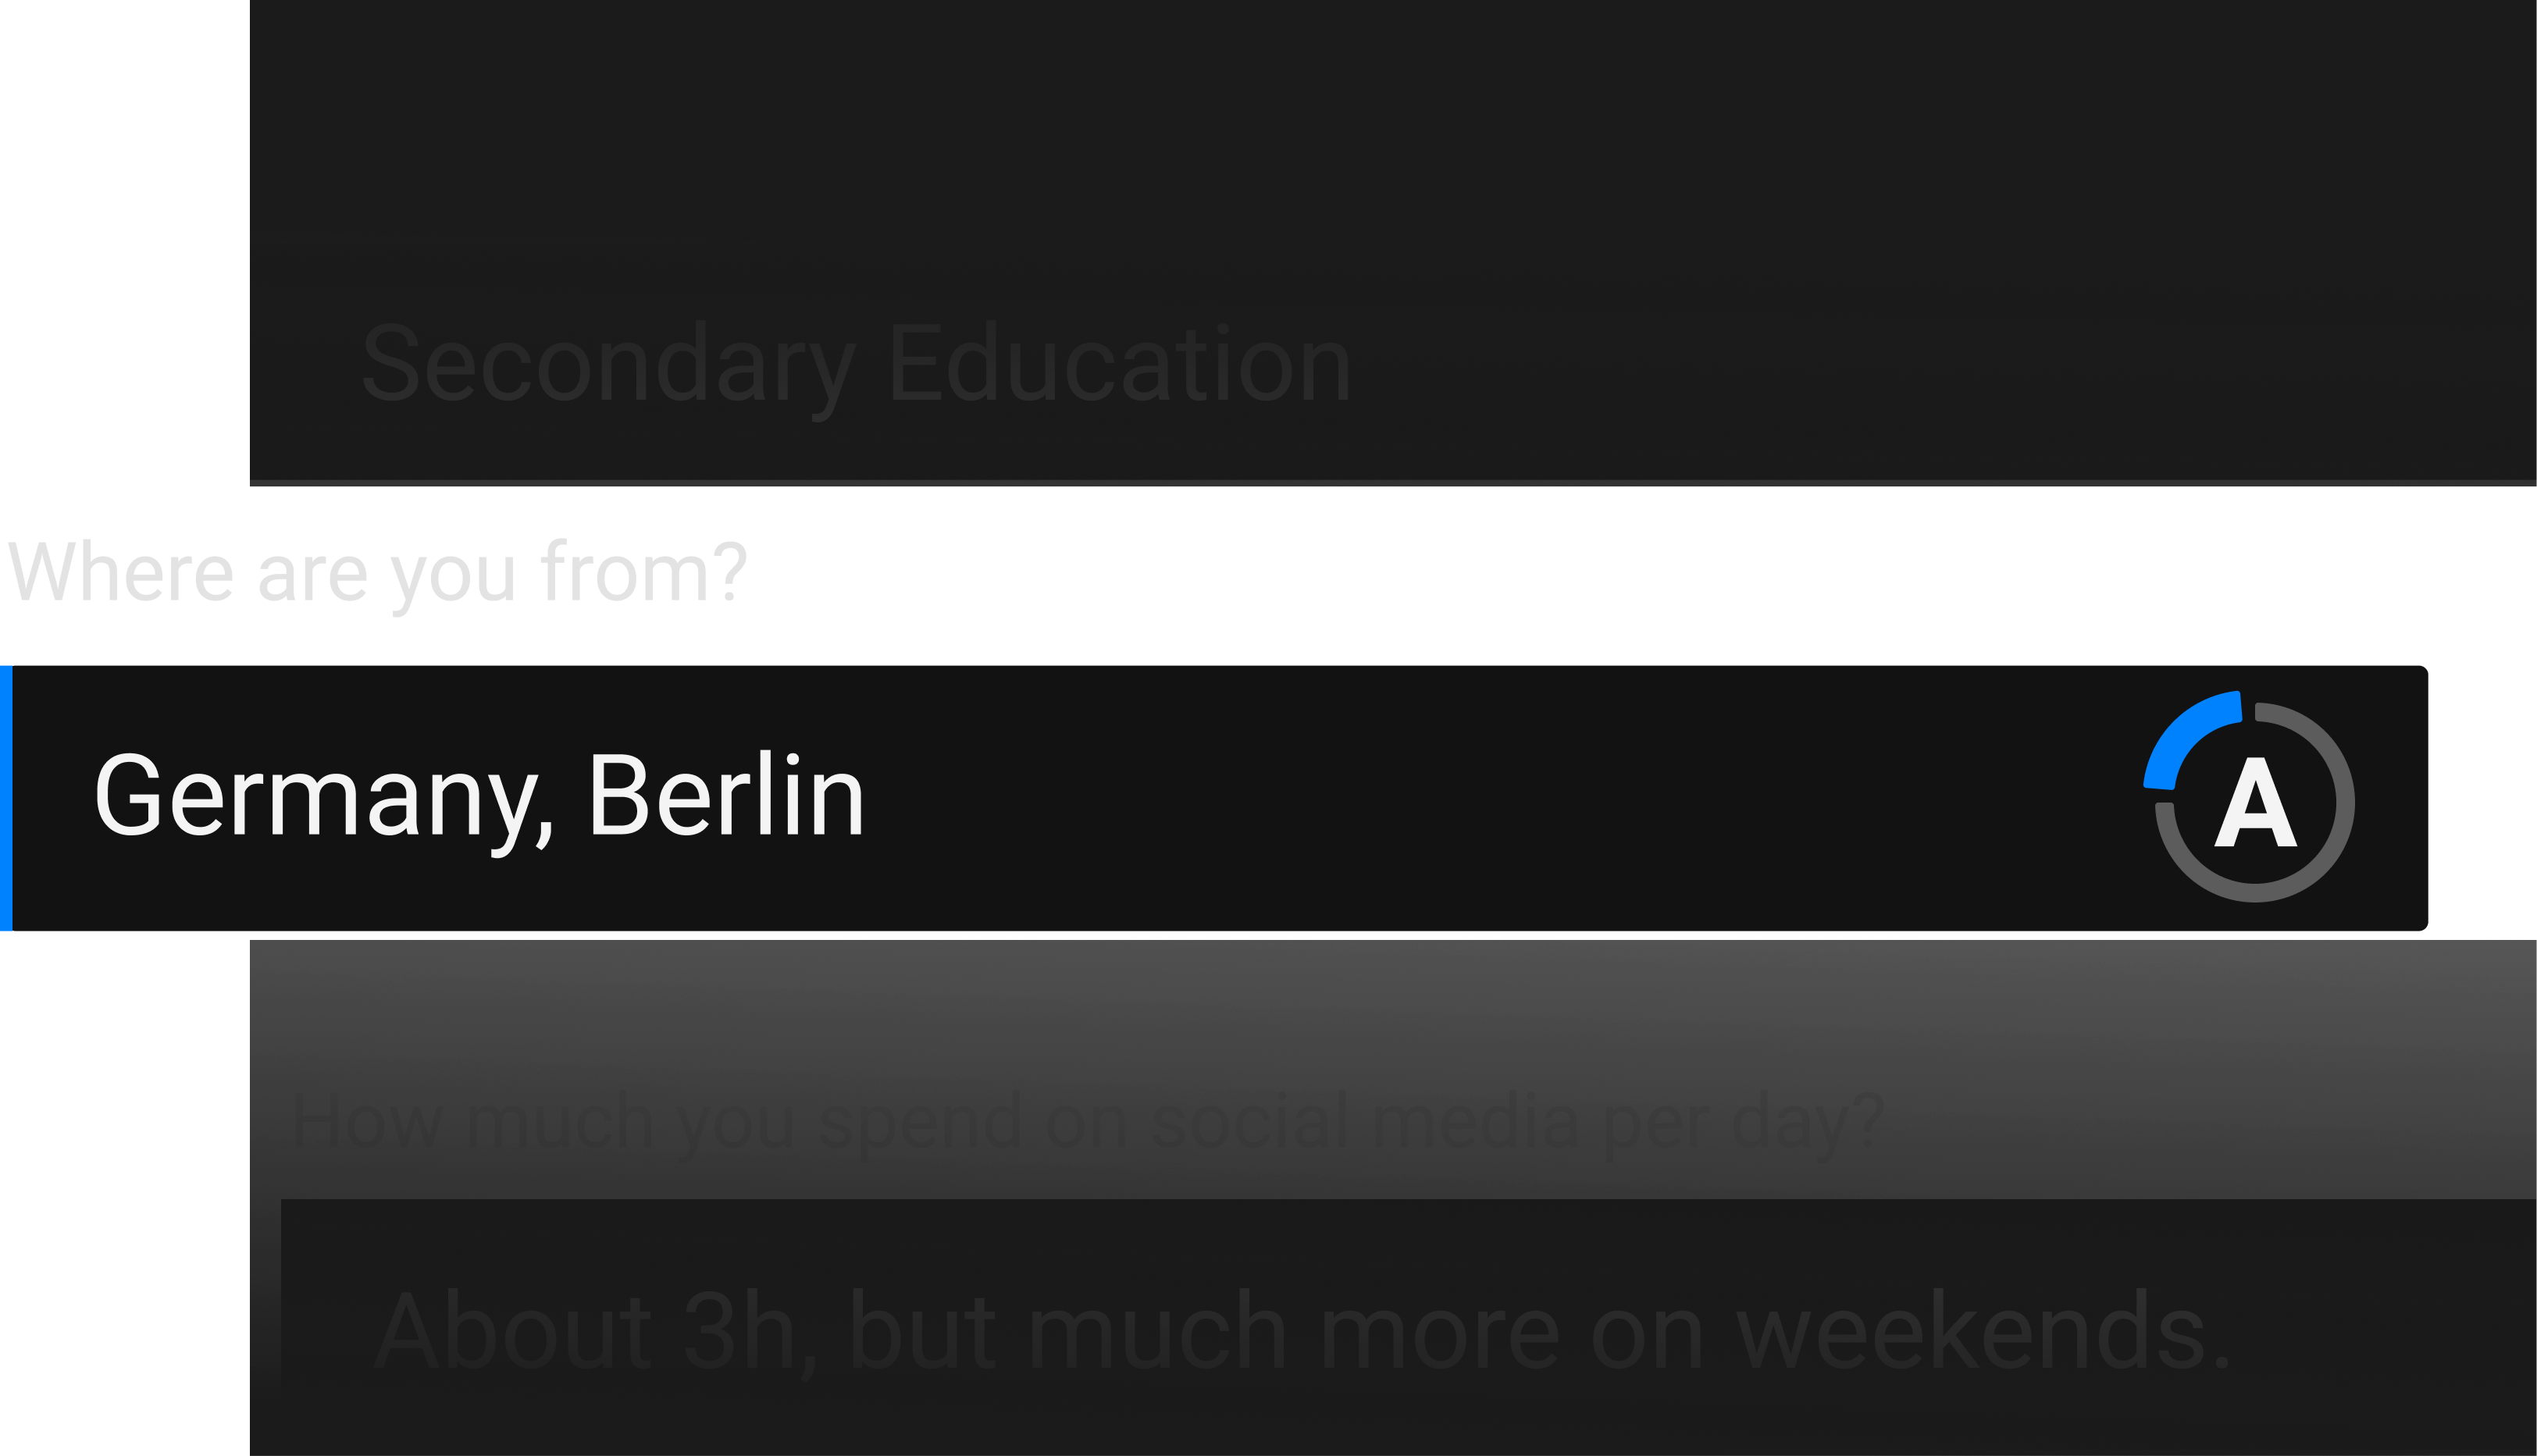 Secondary Education
Where are you from?
Germany, Berlin
A
How much you spend on social media per day?
About 3h, but much more on weekends.